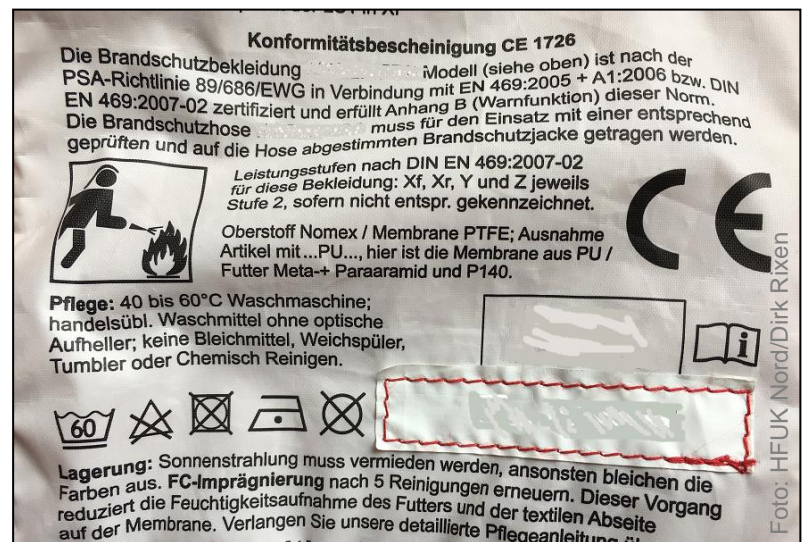 Konformitätsbescheinigung CE 1726
Die Brandschutzbekleidung Modell (siehe oben) ist nach der
PSA-Richtlinie 89/686/EWG in Verbindung mit EN 469:2005 + A1:2006 bzw. DIN
EN 469:2007-02 zertifiziert und erfüllt Anhang B (Warnfunktion) dieser Norm.
Die Brandschutzhose muss für den Einsatz mit einer entsprechend
geprüften und auf die Hose abgestimmten Brandschutzjacke getragen werden.
Leistungsstufen nach DIN EN 469:2007-02
für diese Bekleidung: Xf, Xr, Y und Z jeweils
Stufe 2, sofern nicht entspr. gekennzeichnet.
CE
Oberstoff Nomex / Membrane PTFE; Ausnahme
Artikel mit...PU..., hier ist die Membrane aus PU /
Futter Meta-+ Paraaramid und P140.
Pflege: 40 bis 60°C Waschmaschine;
handelsübl. Waschmittel ohne optische
Aufheller; keine Bleichmittel, Weichspüler,
Tumbler oder Chemisch Reinigen.
i
60
Lagerung: Sonnenstrahlung muss vermieden werden, ansonsten bleichen die
Farben aus. FC-Imprägnierung nach 5 Reinigungen erneuern. Dieser Vorgang
reduziert die Feuchtigkeitsaufnahme des Futters und der textilen Abseite
auf der Membrane. Verlangen Sie unsere detaillierte Pflegeanleitung
Foto: HFUK Nord/Dirk Rixen